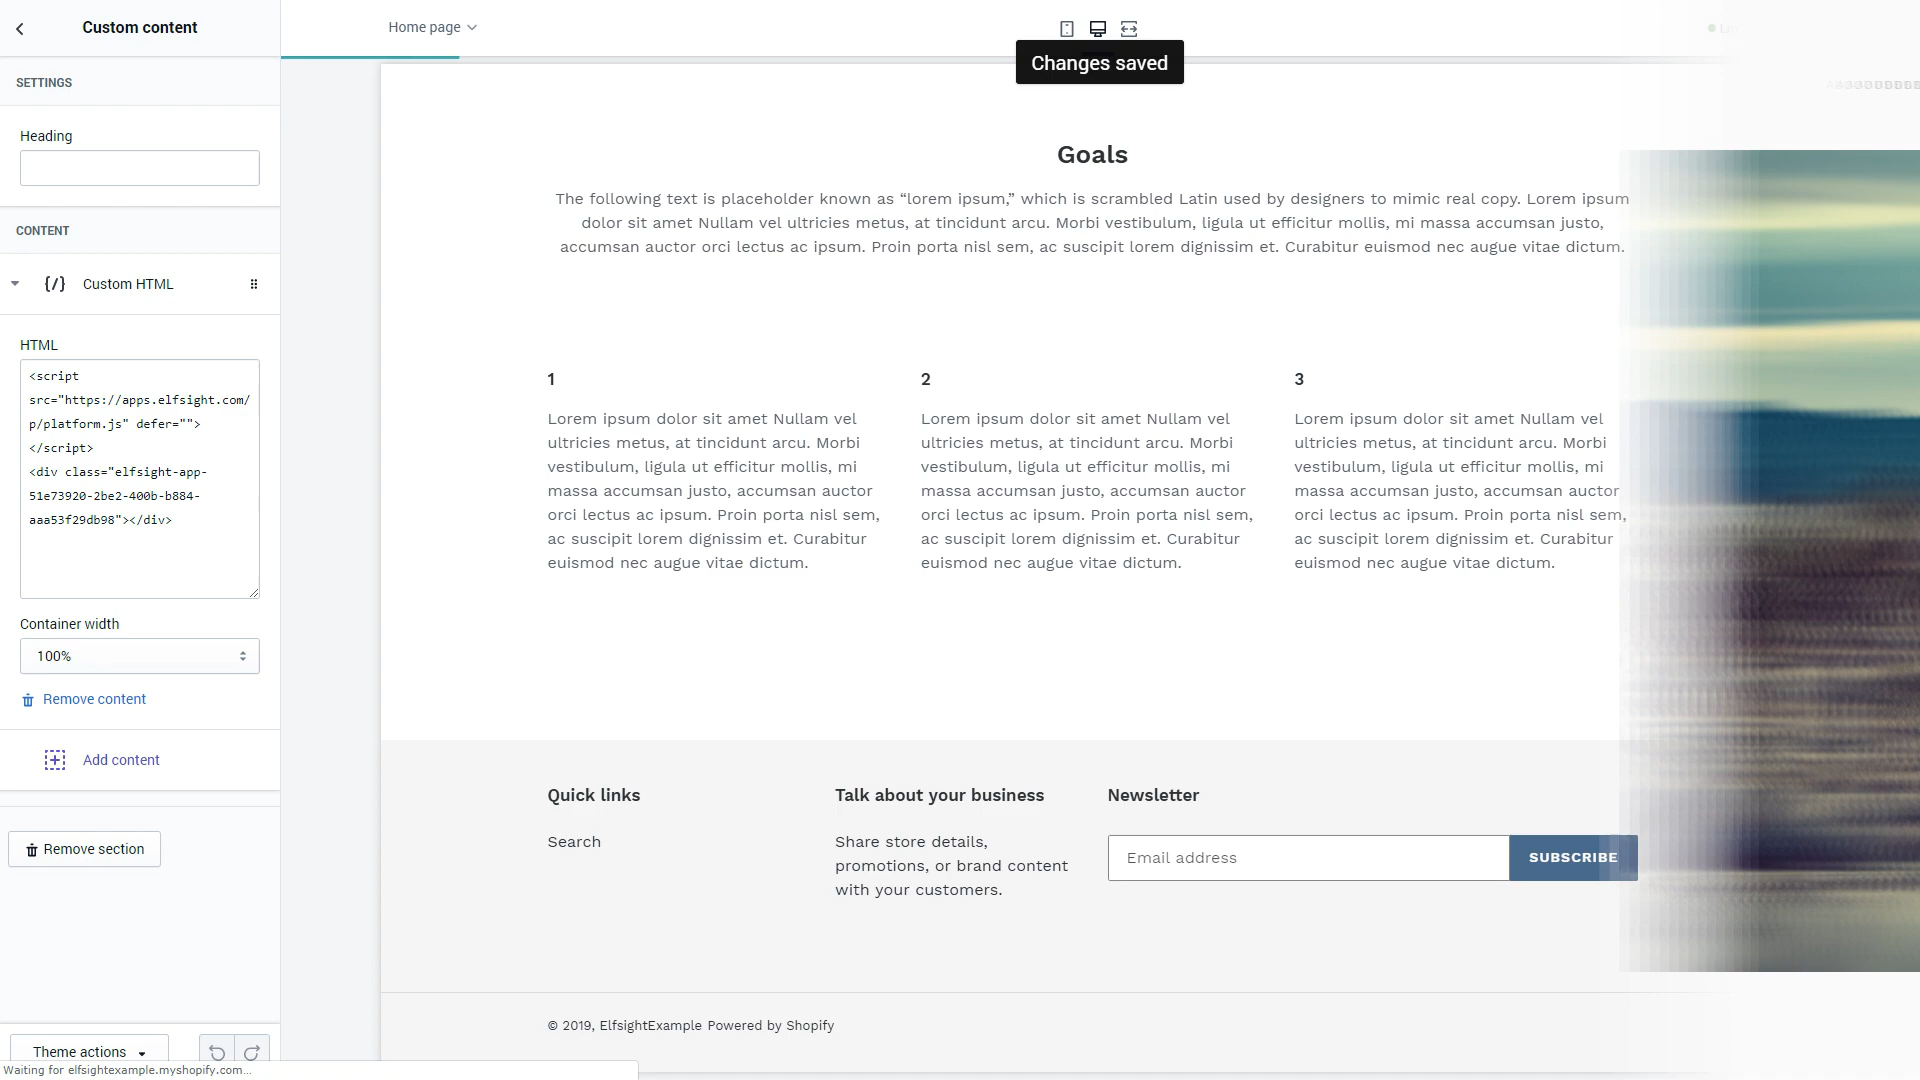 Custom content
Home page
Changes saved
SETTINGS
Heading
CONTENT
Custom HTML
HTML
<script
src="https://apps.elfsight.com/
p/platform.js" defer="">
</script>
<div class="elfsight-app-
51e73920-2be2-400b-b884-
aaa53f29db98"></div>
Container width
100%
Remove content
Add content
Remove section
Theme actions
Waiting for elfsightexample.myshopify.com...
Goals
The following text is placeholder known as “lorem ipsum,” which is scrambled Latin used by designers to mimic real copy. Lorem ipsum
dolor sit amet Nullam vel ultricies metus, at tincidunt arcu. Morbi vestibulum, ligula ut efficitur mollis, mi massa accumsan justo,
accumsan auctor orci lectus ac ipsum. Proin porta nisl sem, ac suscipit lorem dignissim et. Curabitur euismod nec augue vitae dictum.
1
Lorem ipsum dolor sit amet Nullam vel
ultricies metus, at tincidunt arcu. Morbi
vestibulum, ligula ut efficitur mollis, mi
massa accumsan justo, accumsan auctor
orci lectus ac ipsum. Proin porta nisl sem,
ac suscipit lorem dignissim et. Curabitur
euismod nec augue vitae dictum.
2
Lorem ipsum dolor sit amet Nullam vel
ultricies metus, at tincidunt arcu. Morbi
vestibulum, ligula ut efficitur mollis, mi
massa accumsan justo, accumsan auctor
orci lectus ac ipsum. Proin porta nisl sem,
ac suscipit lorem dignissim et. Curabitur
euismod nec augue vitae dictum.
3
Lorem ipsum dolor sit amet Nullam vel
ultricies metus, at tincidunt arcu. Morbi
vestibulum, ligula ut efficitur mollis, mi
massa accumsan justo, accumsan auctor
orci lectus ac ipsum. Proin porta nisl sem,
ac suscipit lorem dignissim et. Curabitur
euismod nec augue vitae dictum.
Quick links
Search
Talk about your business
Share store details,
promotions, or brand content
with your customers.
Newsletter
Email address
SUBSCRIBE
© 2019, ElfsightExample Powered by Shopify